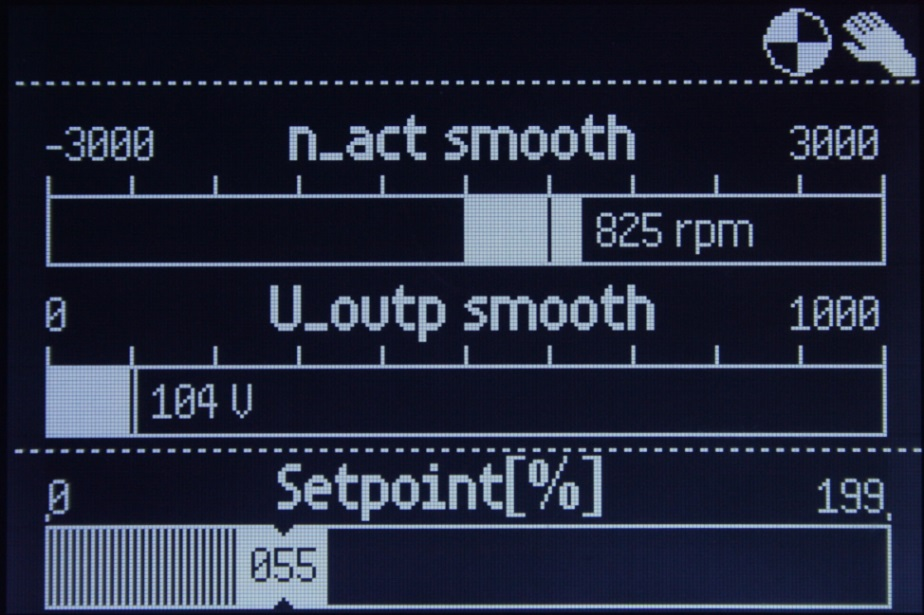 -3000 n_act smooth 3000
825 rpm
0 U_outp smooth 1000
104 V
0 Setpoint[%] 199
055